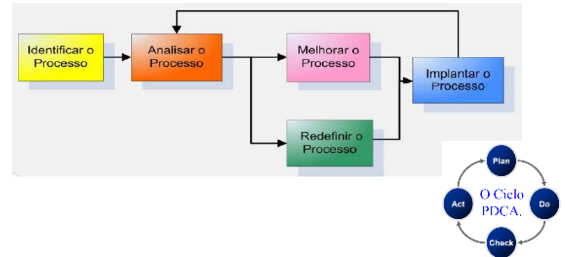 Identificar o
Processo
Analisar o
Processo
Melhorar o
Processo
Implantar o
Processo
Redefinir o
Processo
Plan
Act
O Ciclo
PDCA.
Do
Check